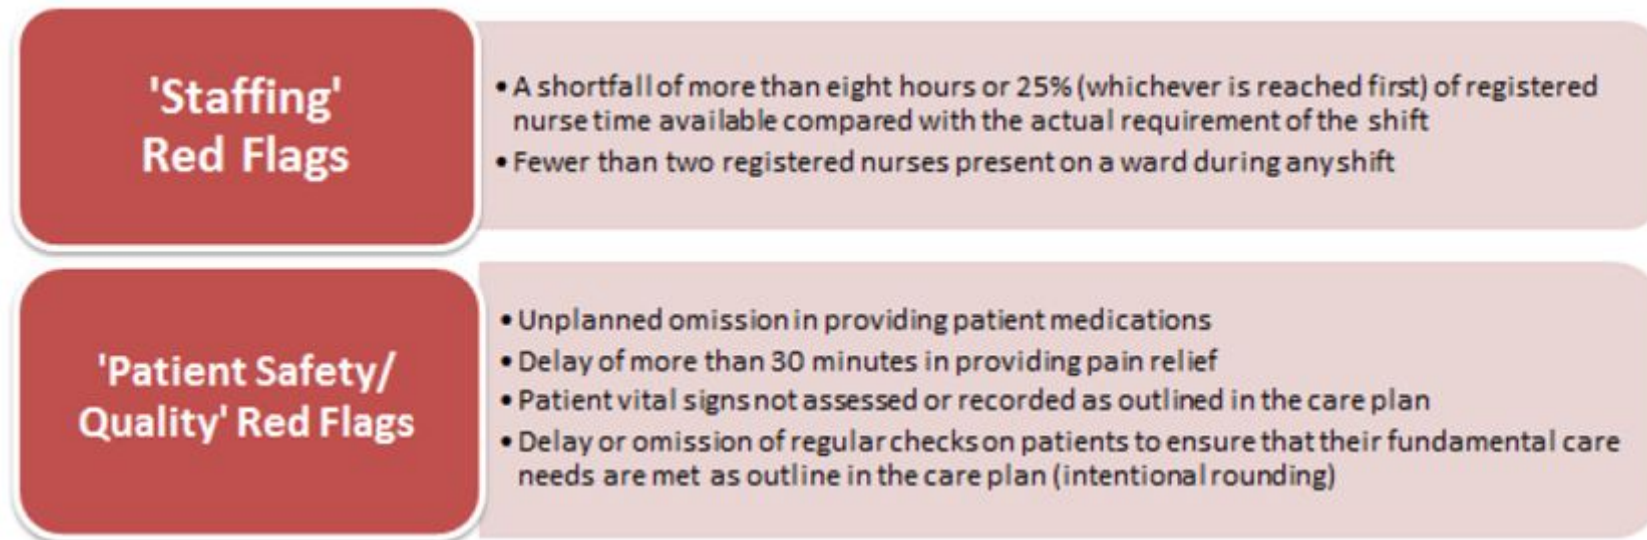 'Staffing'
Red Flags
• A shortfall of more than eight hours or 25% (whichever is reached first) of registered
nurse time available compared with the actual requirement of the shift
• Fewer than two registered nurses present on a ward during any shift
'Patient Safety/
Quality' Red Flags
• Unplanned omission in providing patient medications
• Delay of more than 30 minutes in providing pain relief
• Patient vital signs not assessed or recorded as outlined in the care plan
• Delay or omission of regular checks on patients to ensure that their fundamental care
needs are met as outline in the care plan (intentional rounding)